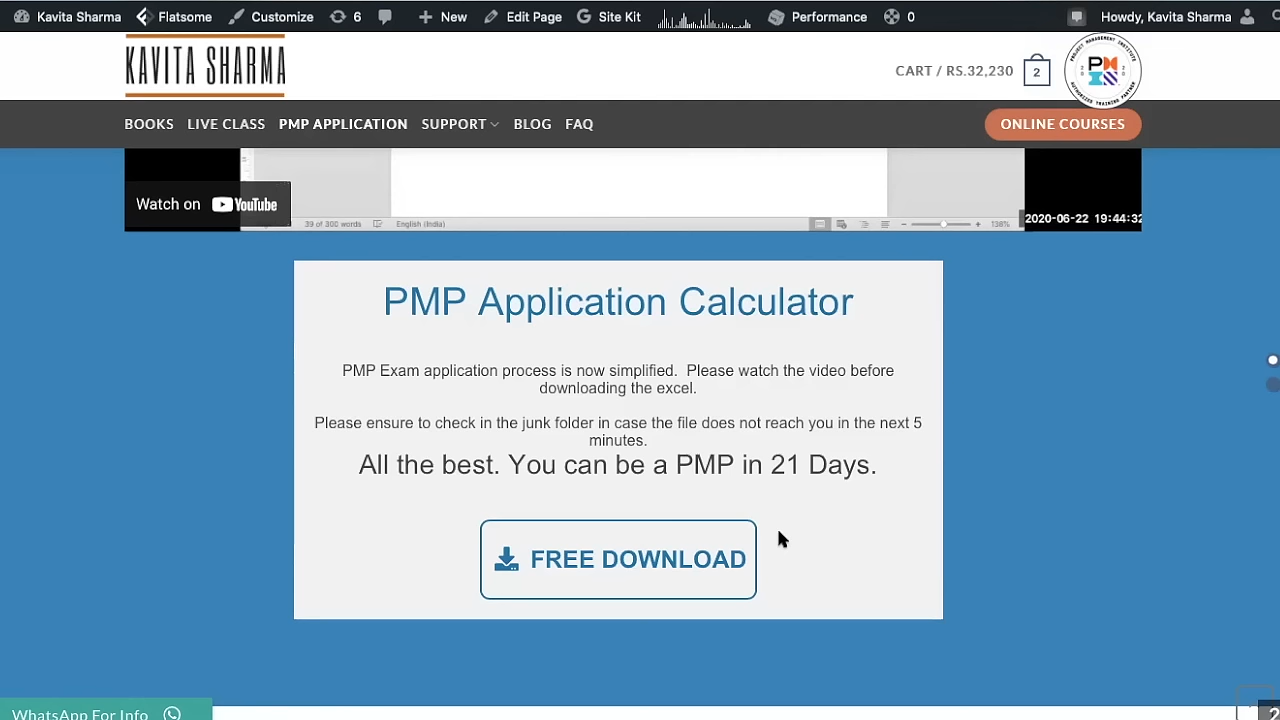 Kavita Sharma Flatsome Customize 6 New Edit Page Site Kit Performance 0 Howdy, Kavita Sharma
KAVITA SHARMA
CART / RS.32,230 2
BOOKS LIVE CLASS PMP APPLICATION SUPPORT BLOG FAQ ONLINE COURSES
Watch on YouTube
39 of 300 words English (India) 136% 2020-06-22 19:44:32
PMP Application Calculator
PMP Exam application process is now simplified. Please watch the video before
downloading the excel.
Please ensure to check in the junk folder in case the file does not reach you in the next 5
minutes.
All the best. You can be a PMP in 21 Days.
FREE DOWNLOAD
WhatsApp For Info